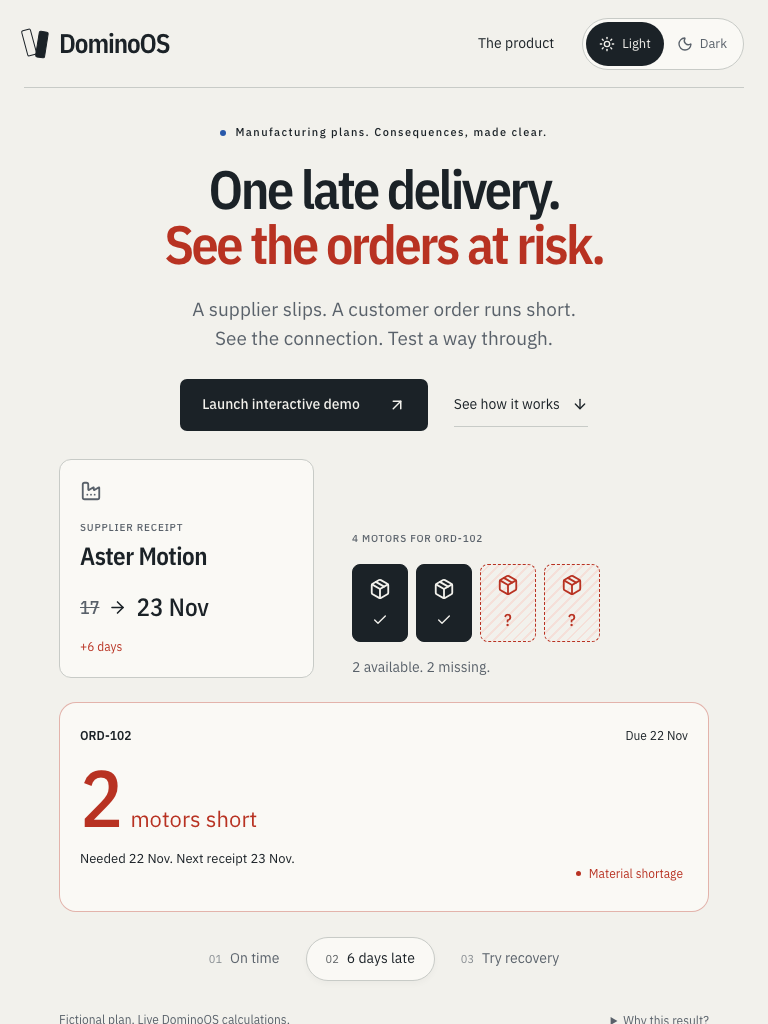 DominoOS
The product
Light
Dark
Manufacturing plans. Consequences, made clear.
One late delivery.
See the orders at risk.
A supplier slips. A customer order runs short.
See the connection. Test a way through.
Launch interactive demo
See how it works
SUPPLIER RECEIPT
Aster Motion
17 → 23 Nov
+6 days
4 MOTORS FOR ORD-102
? ?
2 available. 2 missing.
ORD-102
Due 22 Nov
2 motors short
Needed 22 Nov. Next receipt 23 Nov.
Material shortage
01 On time
02 6 days late
03 Try recovery
Fictional plan. Live DominoOS calculations.
Why this result?